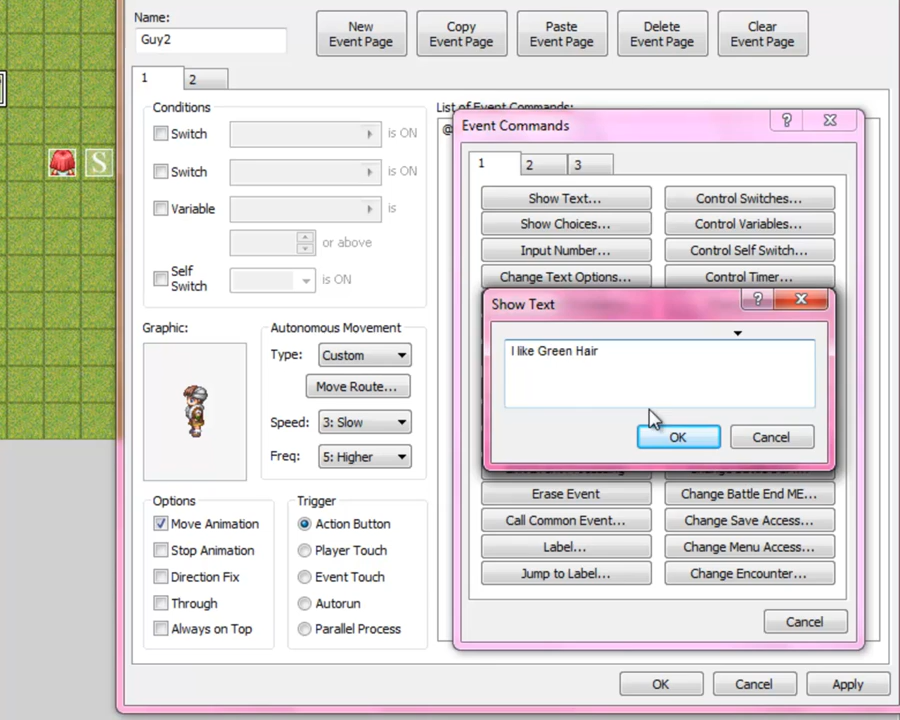 Name:
Guy2
New
Event Page
Copy
Event Page
Paste
Event Page
Delete
Event Page
Clear
Event Page
1
2
Conditions
Switch
is ON
Switch
is ON
Variable
is
or above
Self
Switch
is ON
Graphic:
Autonomous Movement
Type:
Custom
Move Route...
Speed:
3: Slow
Freq:
5: Higher
Options
Move Animation
Stop Animation
Direction Fix
Through
Always on Top
Trigger
Action Button
Player Touch
Event Touch
Autorun
Parallel Process
List of Event Commands:
@
Event Commands
?
1
2
3
Show Text...
Control Switches...
Show Choices...
Control Variables...
Input Number...
Control Self Switch...
Change Text Options...
Control Timer...
Show Text
?
I like Green Hair
OK
Cancel
Erase Event
Change Battle End ME...
Call Common Event...
Change Save Access...
Label...
Change Menu Access...
Jump to Label...
Change Encounter...
Cancel
OK
Cancel
Apply
S